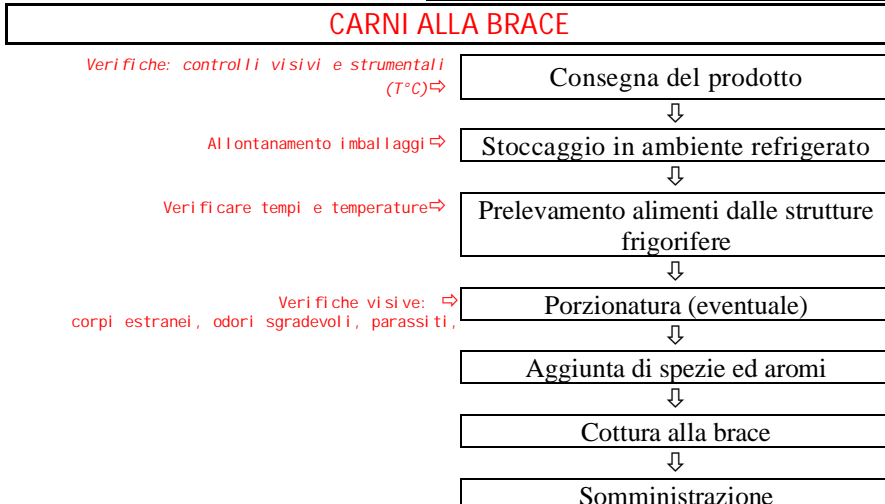 CARNI ALLA BRACE
Verifiche: controlli visivi e strumentali
(T°C)⇨
Consegna del prodotto
⇩
Allontanamento imballaggi⇨
Stoccaggio in ambiente refrigerato
⇩
Verificare tempi e temperature⇨
Prelevamento alimenti dalle strutture
frigorifere
⇩
Verifiche visive: ⇨
corpi estranei, odori sgradevoli, parassiti,
Porzionatura (eventuale)
⇩
Aggiunta di spezie ed aromi
⇩
Cottura alla brace
⇩
Somministrazione